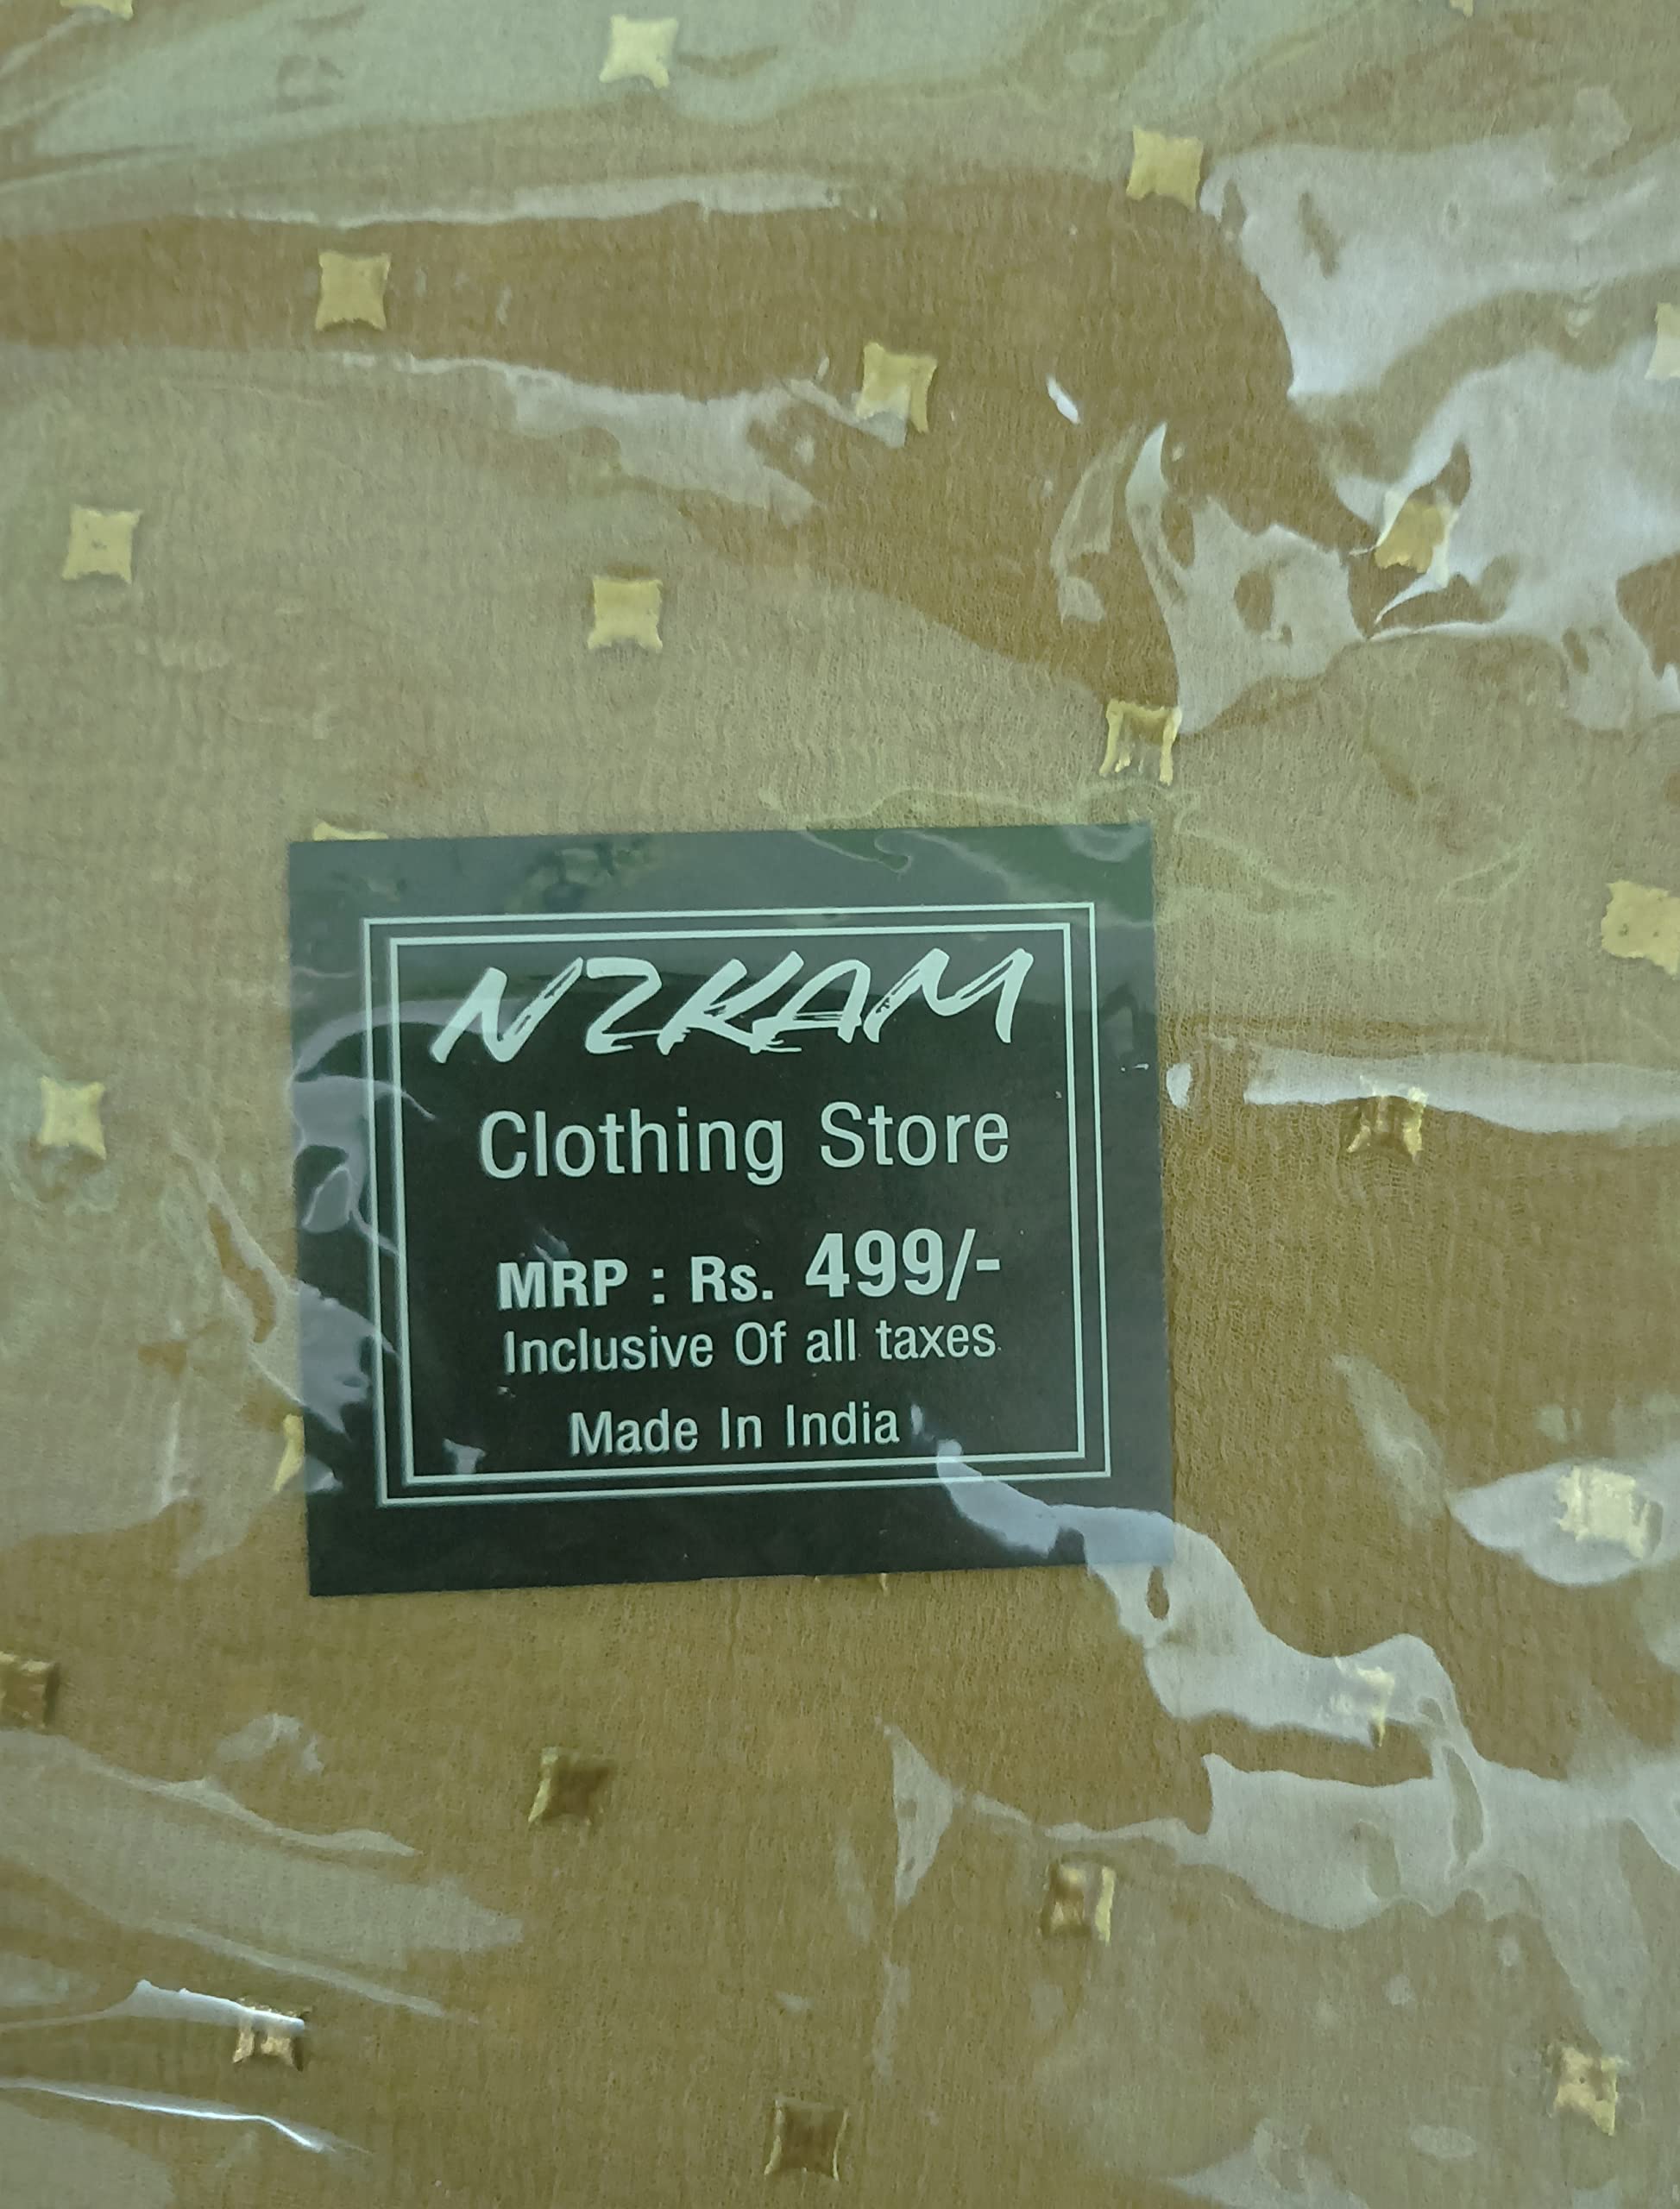 NZKAM
Clothing Store
MRP : Rs. 499/-
Inclusive Of all taxes
Made In India